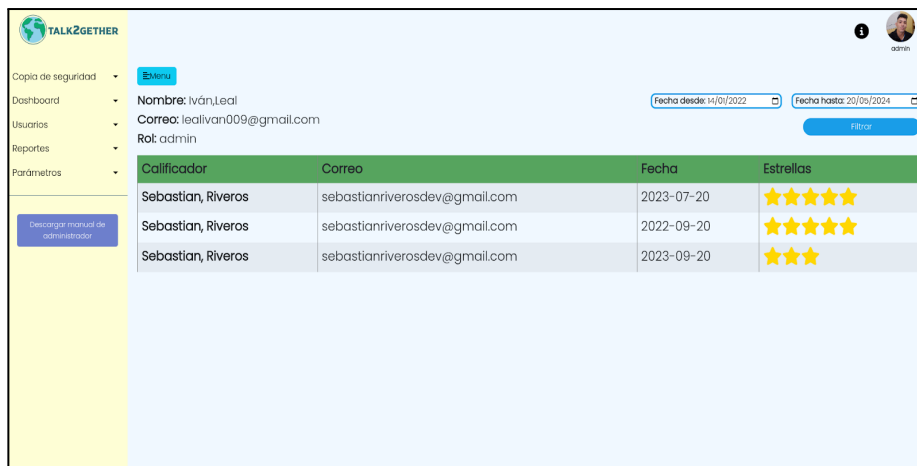 TALK2GETHER
admin
Copia de seguridad
Dashboard
Usuarios
Reportes
Parámetros
Descargar manual de
administrador
Menu
Nombre: Iván,Leal
Correo: lealivan009@gmail.com
Rol: admin
Fecha desde: 14/01/2022
Fecha hasta: 20/05/2024
Filtrar
Calificador Correo Fecha Estrellas
Sebastian, Riveros sebastianriverosdev@gmail.com 2023-07-20
Sebastian, Riveros sebastianriverosdev@gmail.com 2022-09-20
Sebastian, Riveros sebastianriverosdev@gmail.com 2023-09-20